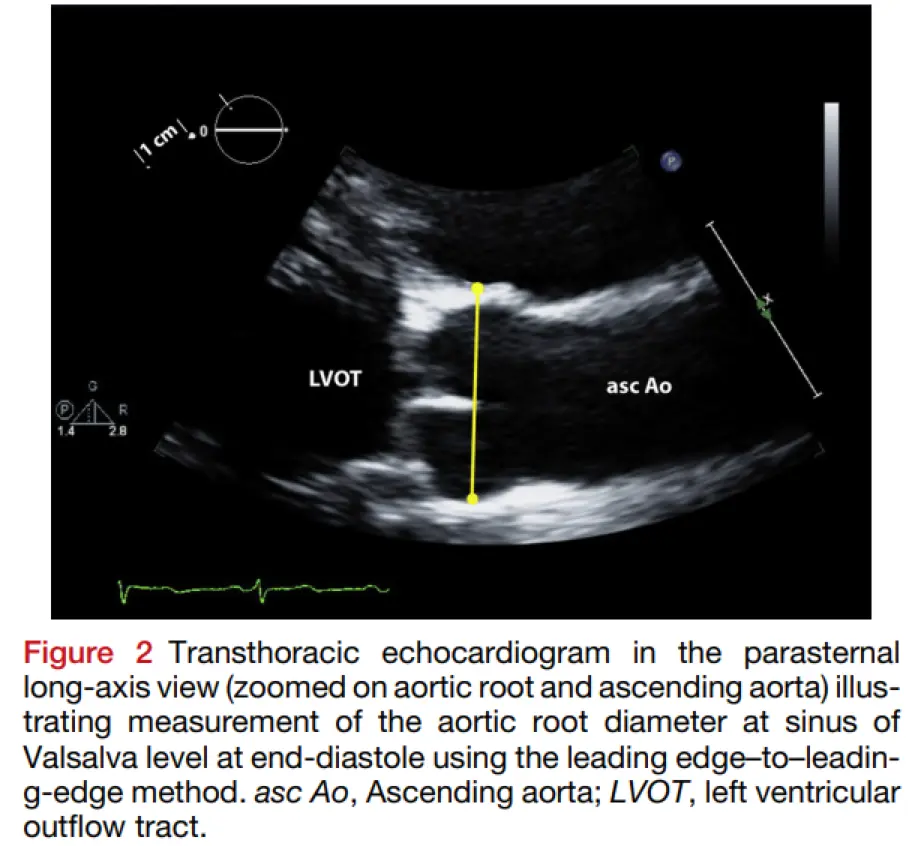 |1 cm|
0
P
LVOT
asc Ao
x
G
P R
1.4 2.8
Figure 2 Transthoracic echocardiogram in the parasternal
long-axis view (zoomed on aortic root and ascending aorta) illus-
trating measurement of the aortic root diameter at sinus of
Valsalva level at end-diastole using the leading edge–to–leadin-
g-edge method. asc Ao, Ascending aorta; LVOT, left ventricular
outflow tract.